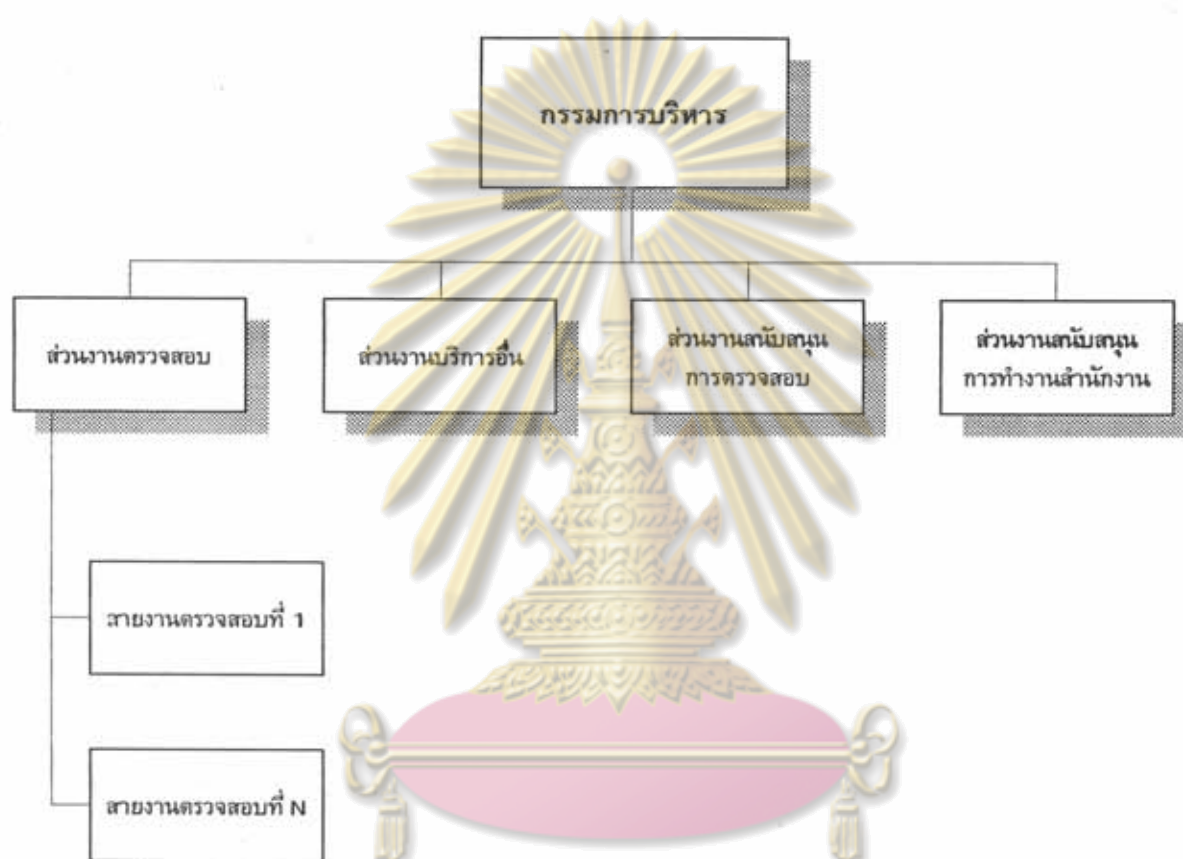 กรรมการบริหาร
ส่วนงานตรวจสอบ
ส่วนงานบริการอื่น
ส่วนงานสนับสนุน
การตรวจสอบ
ส่วนงานสนับสนุน
การทำงานสำนักงาน
สายงานตรวจสอบที่ 1
สายงานตรวจสอบที่ N